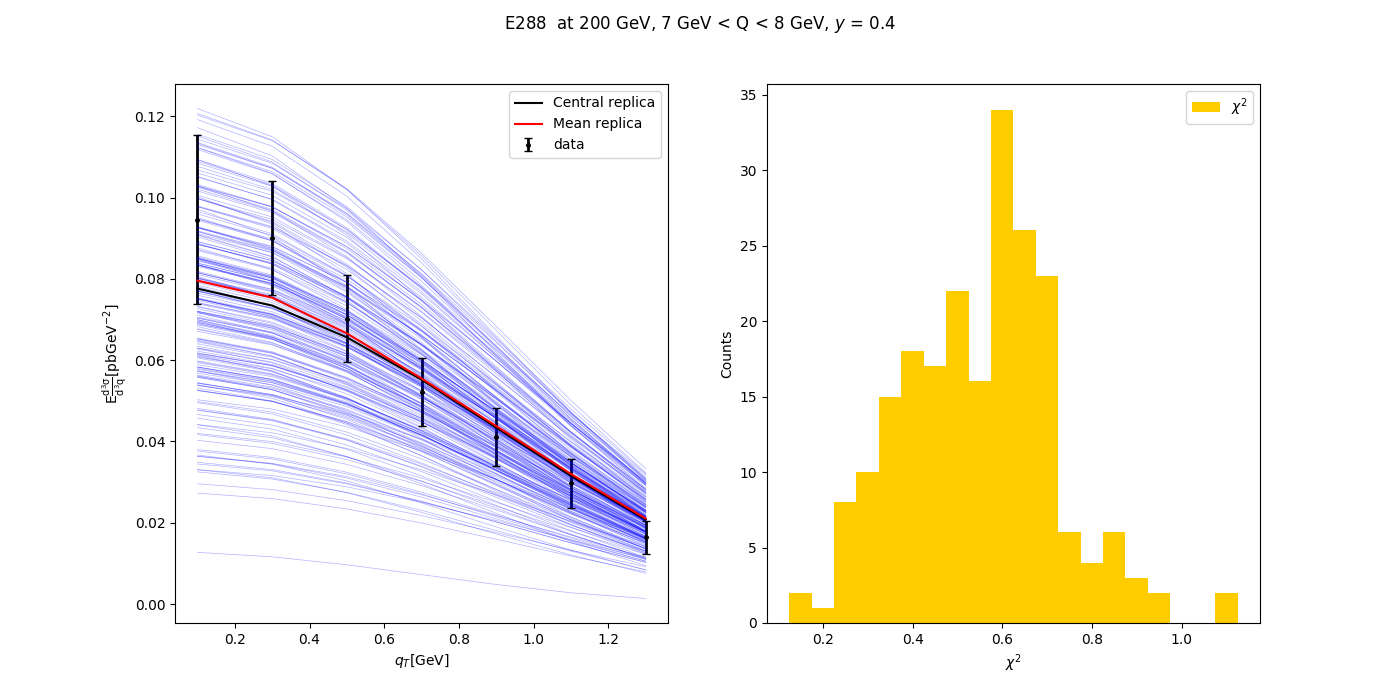 E288  at 200 GeV, 7 GeV < Q < 8 GeV, y = 0.4
Central replica
Mean replica
data
0.12
0.10
0.08
0.06
0.04
0.02
0.00
E d³σ/d³q [pbGeV⁻²]
0.2 0.4 0.6 0.8 1.0 1.2
q_T[GeV]
χ²
35
30
25
20
15
10
5
0
Counts
0.2 0.4 0.6 0.8 1.0
χ²